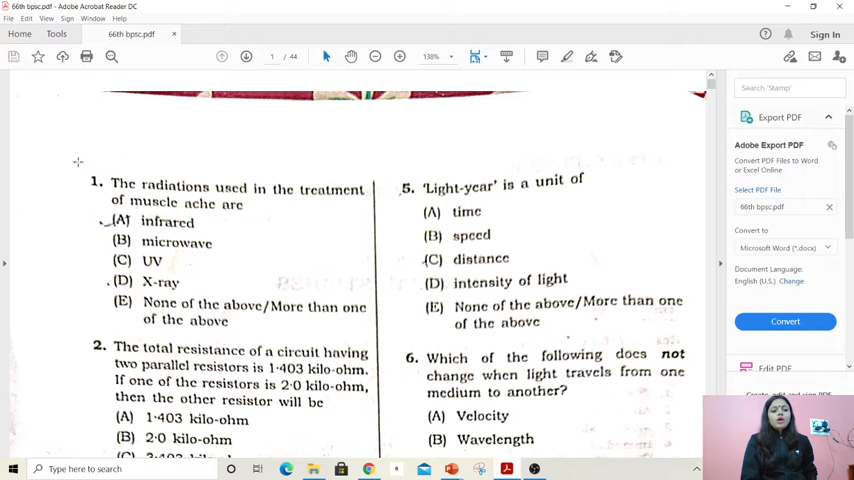 66th bpsc.pdf - Adobe Acrobat Reader DC
File Edit View Sign Window Help
Home Tools 66th bpsc.pdf × Sign In
1 / 44 138%
1. The radiations used in the treatment
of muscle ache are
(A) infrared
(B) microwave
(C) UV
(D) X-ray
(E) None of the above/More than one
of the above
2. The total resistance of a circuit having
two parallel resistors is 1·403 kilo-ohm.
If one of the resistors is 2·0 kilo-ohm,
then the other resistor will be
(A) 1·403 kilo-ohm
(B) 2·0 kilo-ohm
5. 'Light-year' is a unit of
(A) time
(B) speed
(C) distance
(D) intensity of light
(E) None of the above/More than one
of the above
6. Which of the following does not
change when light travels from one
medium to another?
(A) Velocity
(B) Wavelength
Search 'Stamp'
Export PDF
Adobe Export PDF
Convert PDF Files to Word
or Excel Online
Select PDF File
66th bpsc.pdf
Convert to
Microsoft Word (*.docx)
Document Language:
English (U.S.) Change
Convert
Edit PDF
Type here to search